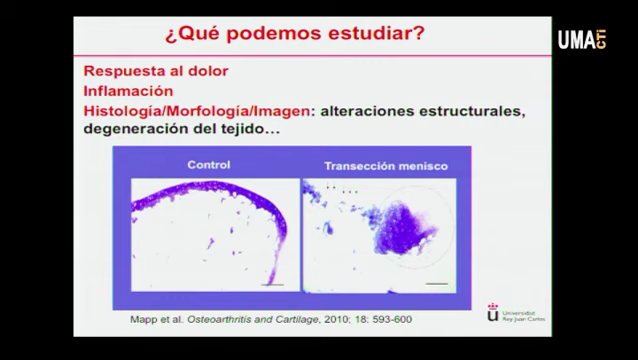 ¿Qué podemos estudiar?
UMA CTI
Respuesta al dolor
Inflamación
Histología/Morfología/Imagen: alteraciones estructurales,
degeneración del tejido…
Control
Transección menisco
Mapp et al. Osteoarthritis and Cartilage, 2010; 18: 593-600
Universidad
Rey Juan Carlos